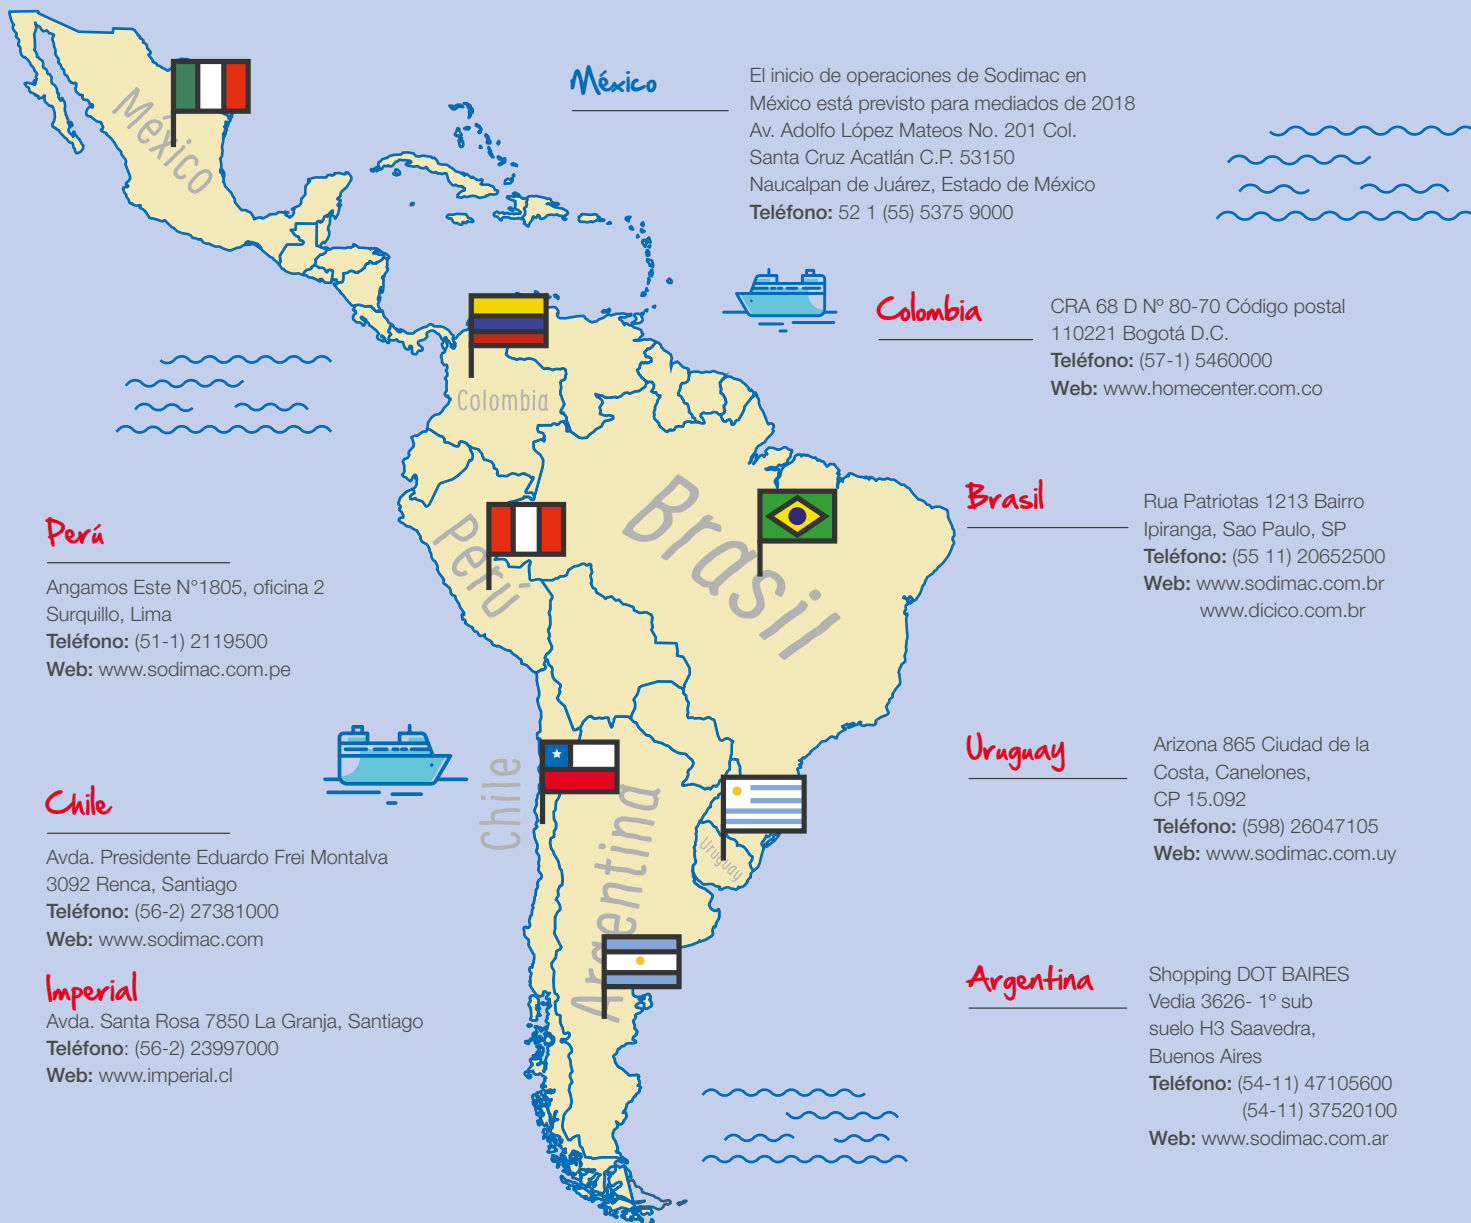 México
El inicio de operaciones de Sodimac en
México está previsto para mediados de 2018
Av. Adolfo López Mateos No. 201 Col.
Santa Cruz Acatlán C.P. 53150
Naucalpan de Juárez, Estado de México
Teléfono: 52 1 (55) 5375 9000
México
Colombia
CRA 68 D Nº 80-70 Código postal
110221 Bogotá D.C.
Teléfono: (57-1) 5460000
Web: www.homecenter.com.co
Colombia
Brasil
Rua Patriotas 1213 Bairro
Ipiranga, Sao Paulo, SP
Teléfono: (55 11) 20652500
Web: www.sodimac.com.br
www.dicico.com.br
Brasil
Perú
Perú
Angamos Este N°1805, oficina 2
Surquillo, Lima
Teléfono: (51-1) 2119500
Web: www.sodimac.com.pe
Uruguay
Arizona 865 Ciudad de la
Costa, Canelones,
CP 15.092
Teléfono: (598) 26047105
Web: www.sodimac.com.uy
Chile
Argentina
Uruguay
Chile
Avda. Presidente Eduardo Frei Montalva
3092 Renca, Santiago
Teléfono: (56-2) 27381000
Web: www.sodimac.com
Imperial
Avda. Santa Rosa 7850 La Granja, Santiago
Teléfono: (56-2) 23997000
Web: www.imperial.cl
Argentina
Shopping DOT BAIRES
Vedia 3626- 1º sub
suelo H3 Saavedra,
Buenos Aires
Teléfono: (54-11) 47105600
(54-11) 37520100
Web: www.sodimac.com.ar